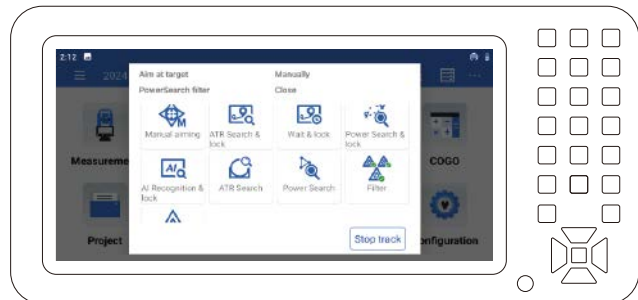 2:12
2024
Aim at target Manually
PowerSearch filter Close
Manual aiming ATR Search & lock Wait & lock Power Search & lock
Measureme COGO
AI Recognition & lock ATR Search Power Search Filter
Stop track
Project onfiguration